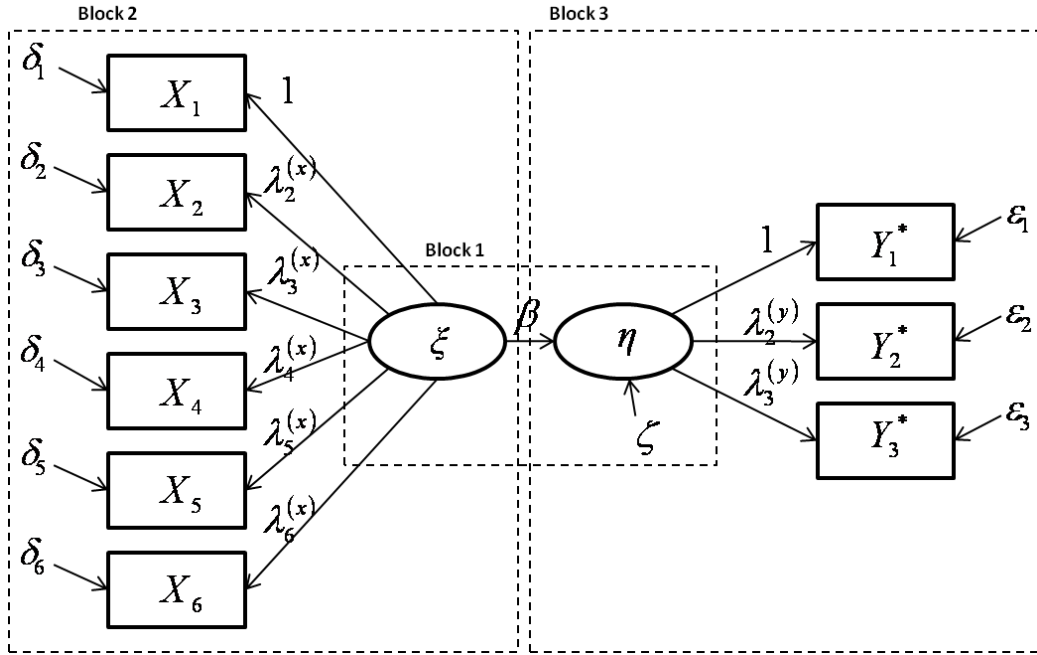 Block 2
Block 3
δ₁
X₁
1
δ₂
X₂
λ₂⁽ˣ⁾
δ₃
X₃
λ₃⁽ˣ⁾
δ₄
X₄
λ₄⁽ˣ⁾
δ₅
X₅
λ₅⁽ˣ⁾
δ₆
X₆
λ₆⁽ˣ⁾
Block 1
ξ
β
η
ζ
1
Y₁*
ε₁
λ₂⁽ʸ⁾
Y₂*
ε₂
λ₃⁽ʸ⁾
Y₃*
ε₃